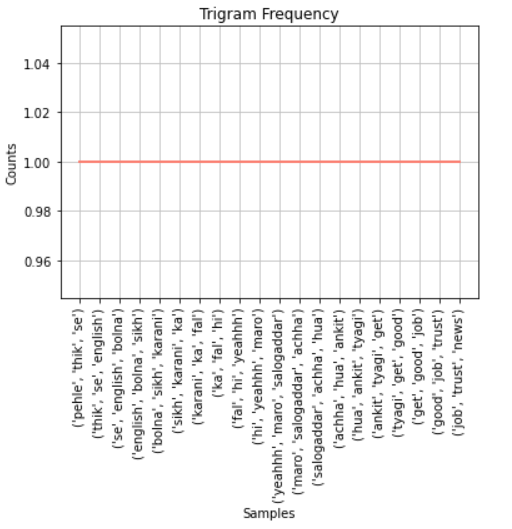 Trigram Frequency
1.04
1.02
1.00
0.98
0.96
Counts
('pehle', 'thik', 'se')
('thik', 'se', 'english')
('se', 'english', 'bolna')
('english', 'bolna', 'sikh')
('bolna', 'sikh', 'karani')
('sikh', 'karani', 'ka')
('karani', 'ka', 'fal')
('ka', 'fal', 'hi')
('fal', 'hi', 'yeahhh')
('hi', 'yeahhh', 'maro')
('yeahhh', 'maro', 'salogaddar')
('maro', 'salogaddar', 'achha')
('salogaddar', 'achha', 'hua')
('achha', 'hua', 'ankit')
('hua', 'ankit', 'tyagi')
('ankit', 'tyagi', 'get')
('tyagi', 'get', 'good')
('get', 'good', 'job')
('good', 'job', 'trust')
('job', 'trust', 'news')
Samples